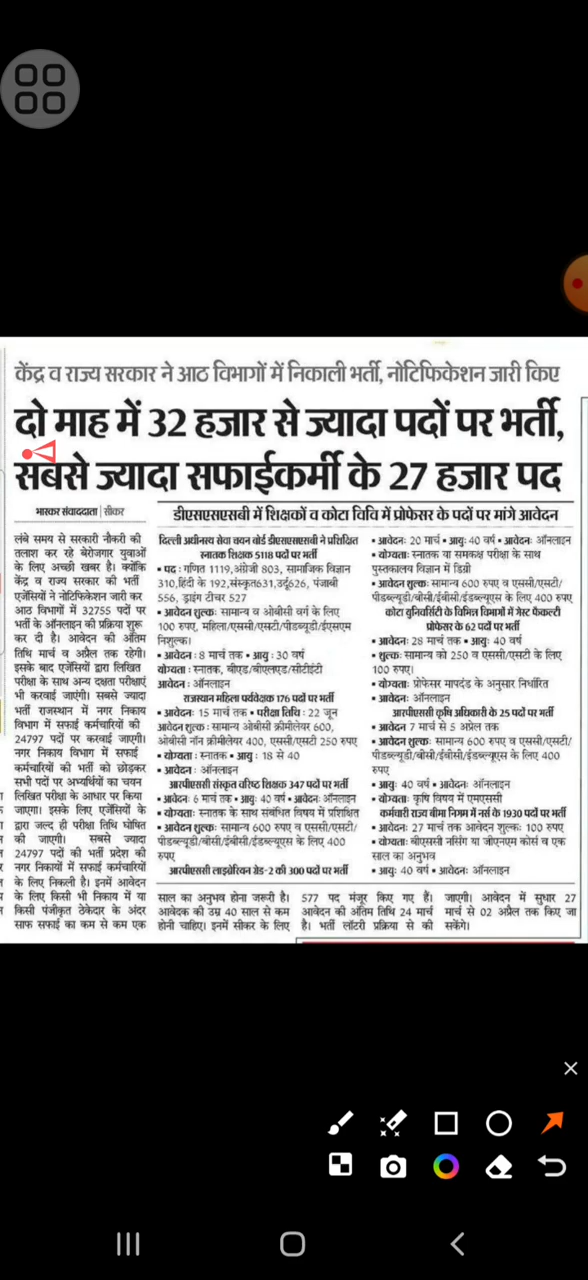 केंद्र व राज्य सरकार ने आठ विभागों में निकाली भर्ती, नोटिफिकेशन जारी किए
दो माह में 32 हजार से ज्यादा पदों पर भर्ती,
सबसे ज्यादा सफाईकर्मी के 27 हजार पद
भास्कर संवाददाता | सीकर
लंबे समय से सरकारी नौकरी की
तलाश कर रहे बेरोजगार युवाओं
के लिए अच्छी खबर है। क्योंकि
केंद्र व राज्य सरकार की भर्ती
एजेंसियों ने नोटिफिकेशन जारी कर
आठ विभागों में 32755 पदों पर
भर्ती के ऑनलाइन की प्रक्रिया शुरू
कर दी है। आवेदन की अंतिम
तिथि मार्च व अप्रैल तक रहेगी।
इसके बाद एजेंसियों द्वारा लिखित
परीक्षा के साथ अन्य दक्षता परीक्षाएं
भी करवाई जाएंगी। सबसे ज्यादा
भर्ती राजस्थान में नगर निकाय
विभाग में सफाई कर्मचारियों की
24797 पदों पर करवाई जाएगी।
नगर निकाय विभाग में सफाई
कर्मचारियों की भर्ती को छोड़कर
सभी पदों पर अभ्यर्थियों का चयन
लिखित परीक्षा के आधार पर किया
जाएगा। इसके लिए एजेंसियों के
द्वारा जल्द ही परीक्षा तिथि घोषित
की जाएगी। सबसे ज्यादा
24797 पदों की भर्ती प्रदेश की
नगर निकायों में सफाई कर्मचारियों
के लिए निकली है। इनमें आवेदन
के लिए किसी भी निकाय में या
किसी पंजीकृत ठेकेदार के अंडर
साफ सफाई का कम से कम एक
डीएसएसएसबी में शिक्षकों व कोटा विवि में प्रोफेसर के पदों पर मांगे आवेदन
दिल्ली अधीनस्थ सेवा चयन बोर्ड डीएसएसएसबी ने प्रशिक्षित
स्नातक शिक्षक 5118 पदों पर भर्ती
▪ पद: गणित 1119,अंग्रेजी 803, सामाजिक विज्ञान
310,हिंदी के 192,संस्कृत631,उर्दू626, पंजाबी
556, ड्राइंग टीचर 527
▪ आवेदन शुल्क: सामान्य व ओबीसी वर्ग के लिए
100 रुपए, महिला/एससी/एसटी/पीडब्यूडी/ईएसएम
निशुल्क।
▪ आवेदन :8 मार्च तक ▪ आयु : 30 वर्ष
योग्यता : स्नातक, बीएड/बीएलएड/सीटीईटी
आवेदन : ऑनलाइन
राजस्थान महिला पर्यवेक्षक 176 पदों पर भर्ती
▪ आवेदन: 15 मार्च तक ▪ परीक्षा तिथि : 22 जून
आवेदन शुल्क: सामान्य ओबीसी क्रीमीलेयर 600,
ओबीसी नॉन क्रीमीलेयर 400, एससी/एसटी 250 रुपए
▪ योग्यता: स्नातक ▪ आयु : 18 से 40
▪ आवेदन: ऑनलाइन
आरपीएससी संस्कृत वरिष्ठ शिक्षक 347 पदों पर भर्ती
▪ आवेदन: 6 मार्च तक ▪ आयु: 40 वर्ष ▪ आवेदन: ऑनलाइन
▪ योग्यता: स्नातक के साथ संबंधित विषय में प्रशिक्षित
▪ आवेदन शुल्क: सामान्य 600 रुपए व एससी/एसटी/
पीडब्ल्यूडी/बीसी/ईबीसी/ईडब्ल्यूएस के लिए 400
रुपए
आरपीएससी लाइब्रेरियन ग्रेड-2 की 300 पदों पर भर्ती
▪ आवेदन: 20 मार्च ▪ आयु: 40 वर्ष ▪ आवेदन: ऑनलाइन
▪ योग्यता: स्नातक या समकक्ष परीक्षा के साथ
पुस्तकालय विज्ञान में डिग्री
▪ आवेदन शुल्क: सामान्य 600 रुपए व एससी/एसटी/
पीडब्ल्यूडी/बीसी/ईबीसी/ईडब्ल्यूएस के लिए 400 रुपए
कोटा यूनिवर्सिटी के विभिन्न विभागों में गेस्ट फैकल्टी
प्रोफेसर के 62 पदों पर भर्ती
▪ आवेदन: 28 मार्च तक ▪ आयु: 40 वर्ष
▪ शुल्क: सामान्य को 250 व एससी/एसटी के लिए
100 रुपए।
▪ योग्यता: प्रोफेसर मापदंड के अनुसार निर्धारित
▪ आवेदन: ऑनलाइन
आरपीएससी कृषि अधिकारी के 25 पदों पर भर्ती
▪ आवेदन 7 मार्च से 5 अप्रेल तक
▪ आवेदन शुल्क: सामान्य 600 रुपए व एससी/एसटी/
पीडब्ल्यूडी/बीसी/ईबीसी/ईडब्ल्यूएस के लिए 400
रुपए
▪ आयु: 40 वर्ष ▪ आवेदन: ऑनलाइन
▪ योग्यता: कृषि विषय में एमएससी
कर्मचारी राज्य बीमा निगम में नर्स के 1930 पदों पर भर्ती
▪ आवेदन: 27 मार्च तक आवेदन शुल्क: 100 रुपए
▪ योग्यता: बीएससी नर्सिंग या जीएनएम कोर्स व एक
साल का अनुभव
▪ आयु: 40 वर्ष ▪ आवेदन: ऑनलाइन
साल का अनुभव होना जरूरी है।
आवेदक की उम्र 40 साल से कम
होनी चाहिए। इनमें सीकर के लिए
577 पद मंजूर किए गए हैं।
आवेदन की अंतिम तिथि 24 मार्च
है। भर्ती लॉटरी प्रक्रिया से की
जाएगी। आवेदन में सुधार 27
मार्च से 02 अप्रैल तक किए जा
सकेंगे।